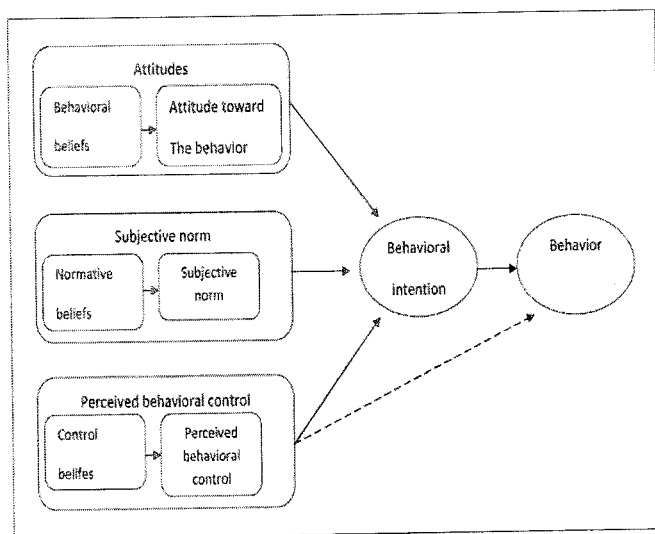 Attitudes
Behavioral
beliefs
Attitude toward
The behavior
Subjective norm
Normative
beliefs
Subjective
norm
Perceived behavioral control
Control
belifes
Perceived
behavioral
control
Behavioral
intention
Behavior